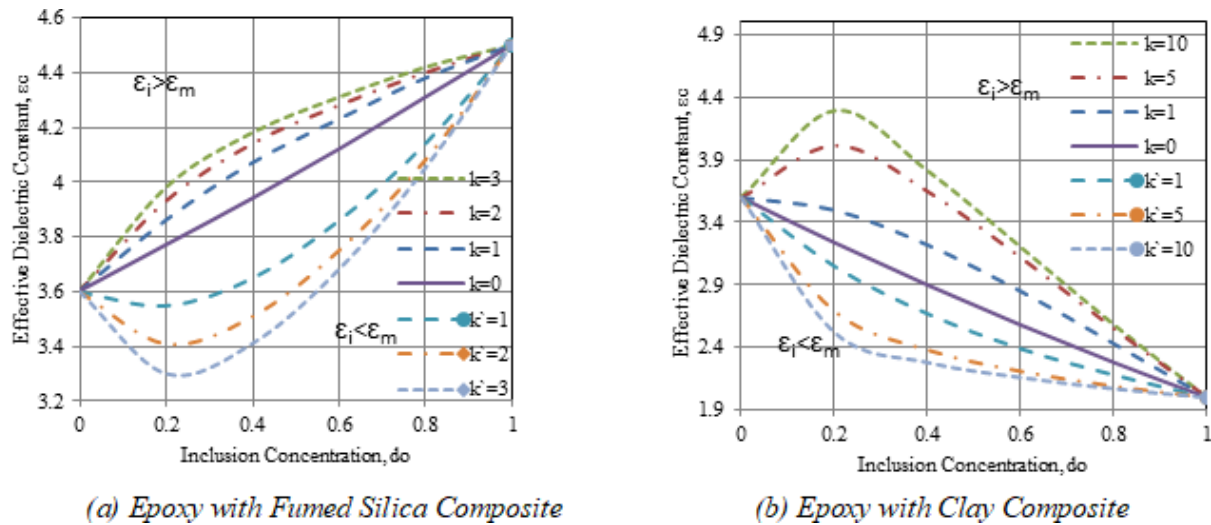 4.6
4.4
4.2
4
3.8
3.6
3.4
3.2
Effective Dielectric Constant, εc
εi>εm
εi<εm
k=3
k=2
k=1
k=0
k`=1
k`=2
k`=3
0 0.2 0.4 0.6 0.8 1
Inclusion Concentration, do
(a) Epoxy with Fumed Silica Composite
4.9
4.4
3.9
3.4
2.9
2.4
1.9
Effective Dielectric Constant, εc
εi>εm
εi<εm
k=10
k=5
k=1
k=0
k`=1
k`=5
k`=10
0 0.2 0.4 0.6 0.8 1
Inclusion Concentration, do
(b) Epoxy with Clay Composite